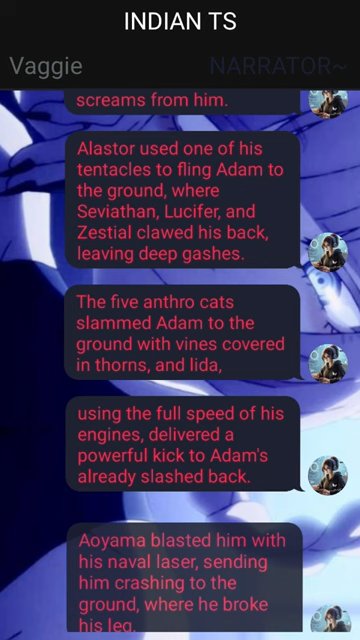 INDIAN TS
Vaggie
NARRATOR~
screams from him.
Alastor used one of his
tentacles to fling Adam to
the ground, where
Seviathan, Lucifer, and
Zestial clawed his back,
leaving deep gashes.
The five anthro cats
slammed Adam to the
ground with vines covered
in thorns, and lida,
using the full speed of his
engines, delivered a
powerful kick to Adam's
already slashed back.
Aoyama blasted him with
his naval laser, sending
him crashing to the
ground, where he broke
his leg.